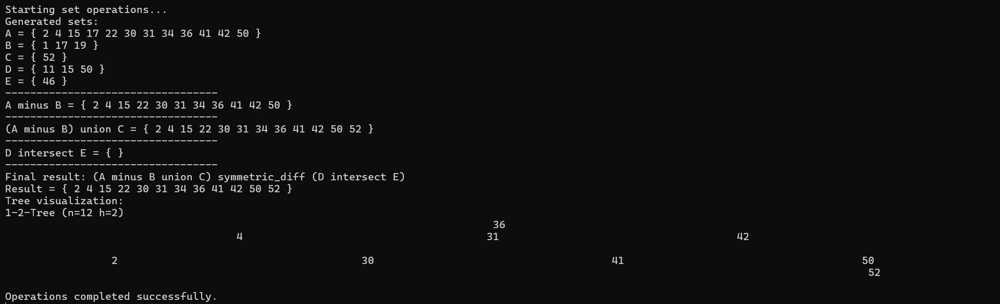 Starting set operations...
Generated sets:
A = { 2 4 15 17 22 30 31 34 36 41 42 50 }
B = { 1 17 19 }
C = { 52 }
D = { 11 15 50 }
E = { 46 }
----------------------------------
A minus B = { 2 4 15 22 30 31 34 36 41 42 50 }
----------------------------------
(A minus B) union C = { 2 4 15 22 30 31 34 36 41 42 50 52 }
----------------------------------
D intersect E = { }
----------------------------------
Final result: (A minus B union C) symmetric_diff (D intersect E)
Result = { 2 4 15 22 30 31 34 36 41 42 50 52 }
Tree visualization:
1-2-Tree (n=12 h=2)
36
4 31 42
2 30 41 50
52
Operations completed successfully.